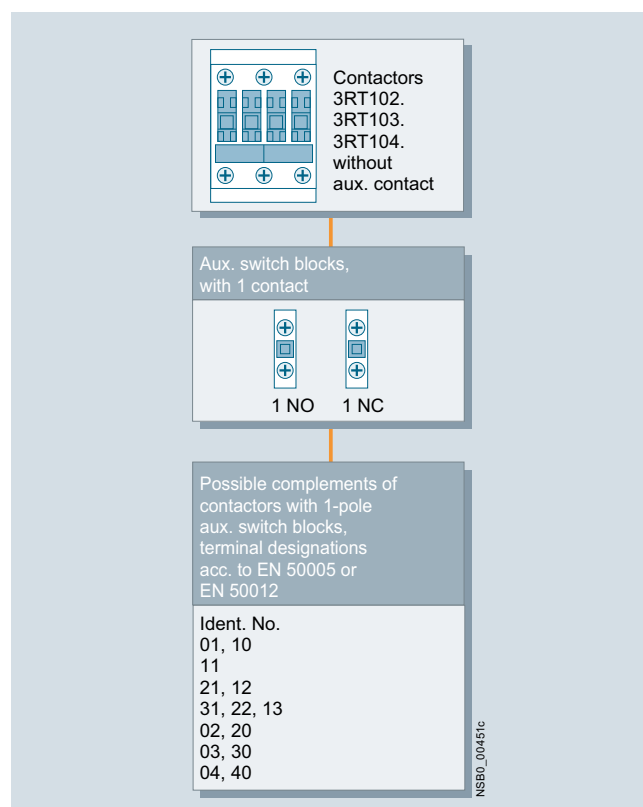 Contactors
3RT102.
3RT103.
3RT104.
without
aux. contact
Aux. switch blocks,
with 1 contact
1 NO 1 NC
Possible complements of
contactors with 1-pole
aux. switch blocks,
terminal designations
acc. to EN 50005 or
EN 50012
Ident. No.
01, 10
11
21, 12
31, 22, 13
02, 20
03, 30
04, 40
NSB0_00451c